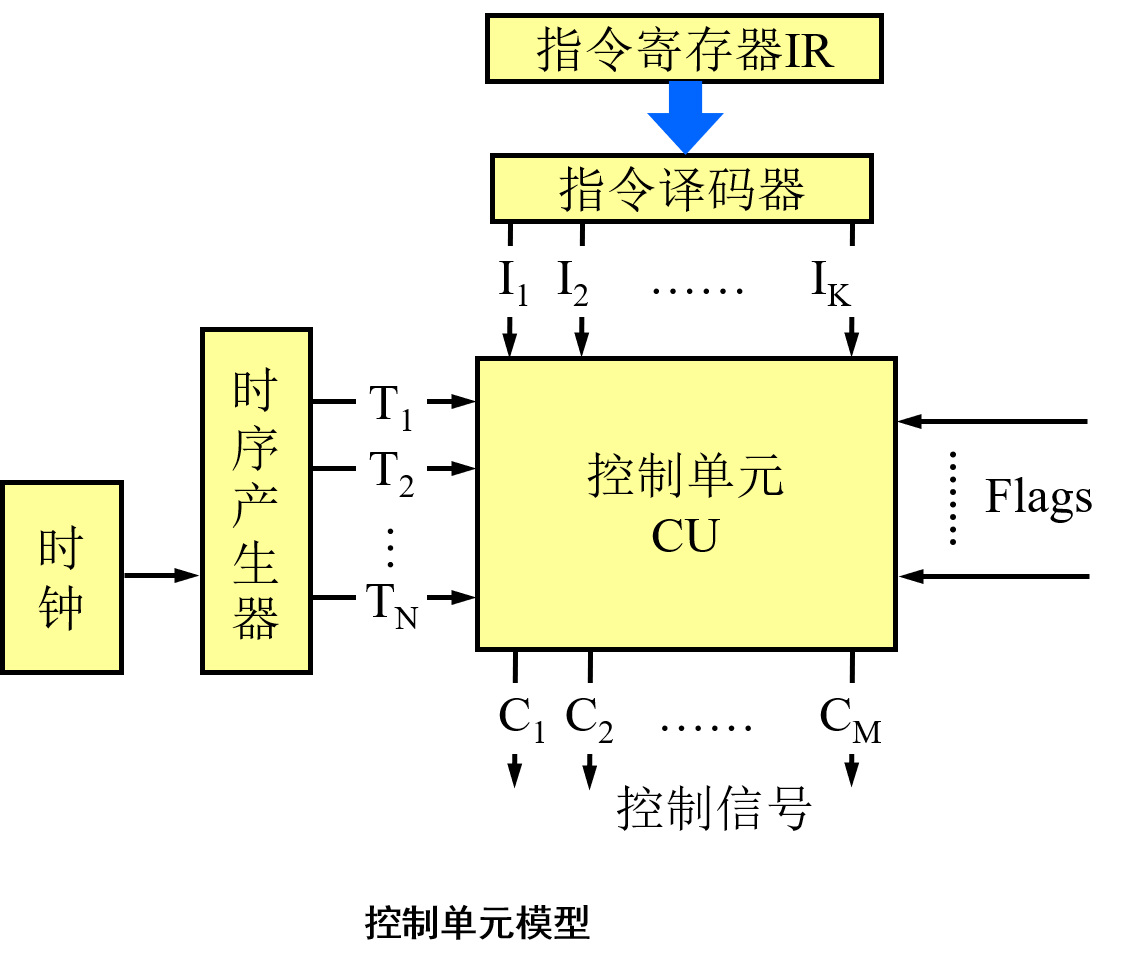 指令寄存器IR
指令译码器
I1 I2 …… IK
时钟
时序产生器
T1
T2
⋮
TN
控制单元
CU
Flags
C1 C2 …… CM
控制信号
控制单元模型